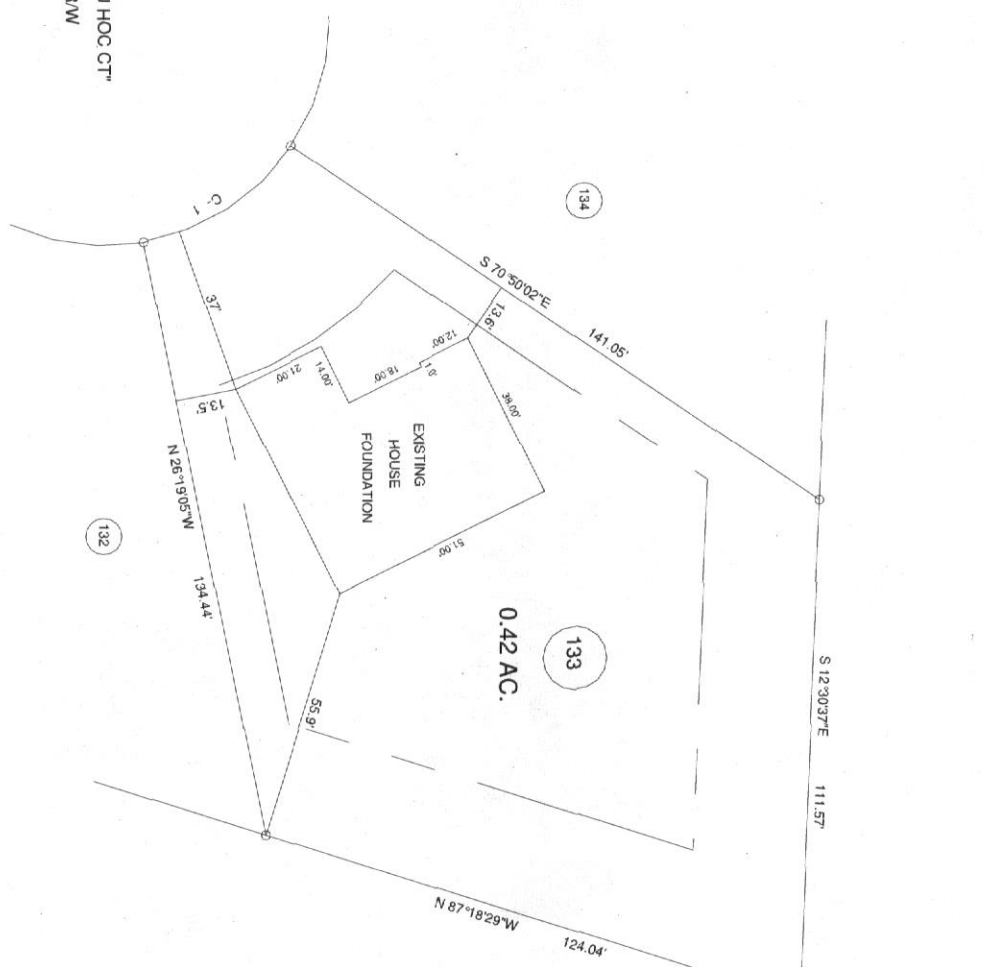 HOC CT"
R/W
C- 1
134
S 70°50'02"E
141.05'
13.6'
12.00'
1.0'
18.00'
14.00'
21.00'
37'
13.5'
38.00'
51.00'
EXISTING
HOUSE
FOUNDATION
N 26°19'05"W
134.44'
132
133
0.42 AC.
55.9'
S 12°30'37"E
111.57'
N 87°18'29"W
124.04'